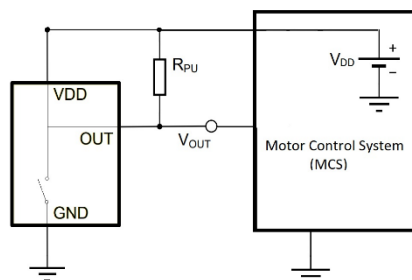 VDD
+
−
RPU
VDD
OUT
VOUT
Motor Control System
(MCS)
GND